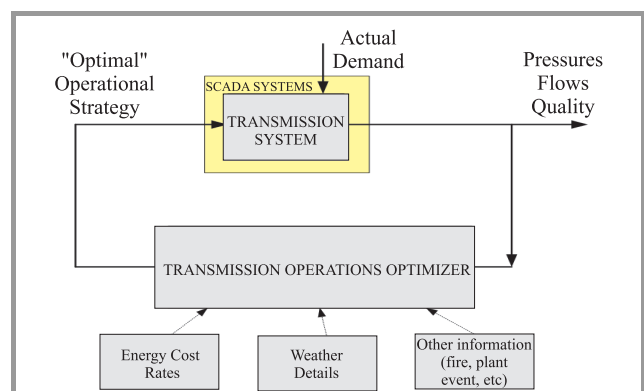 "Optimal"
Operational
Strategy
Actual
Demand
Pressures
Flows
Quality
SCADA SYSTEMS
TRANSMISSION
SYSTEM
TRANSMISSION OPERATIONS OPTIMIZER
Energy Cost
Rates
Weather
Details
Other information
(fire, plant
event, etc)